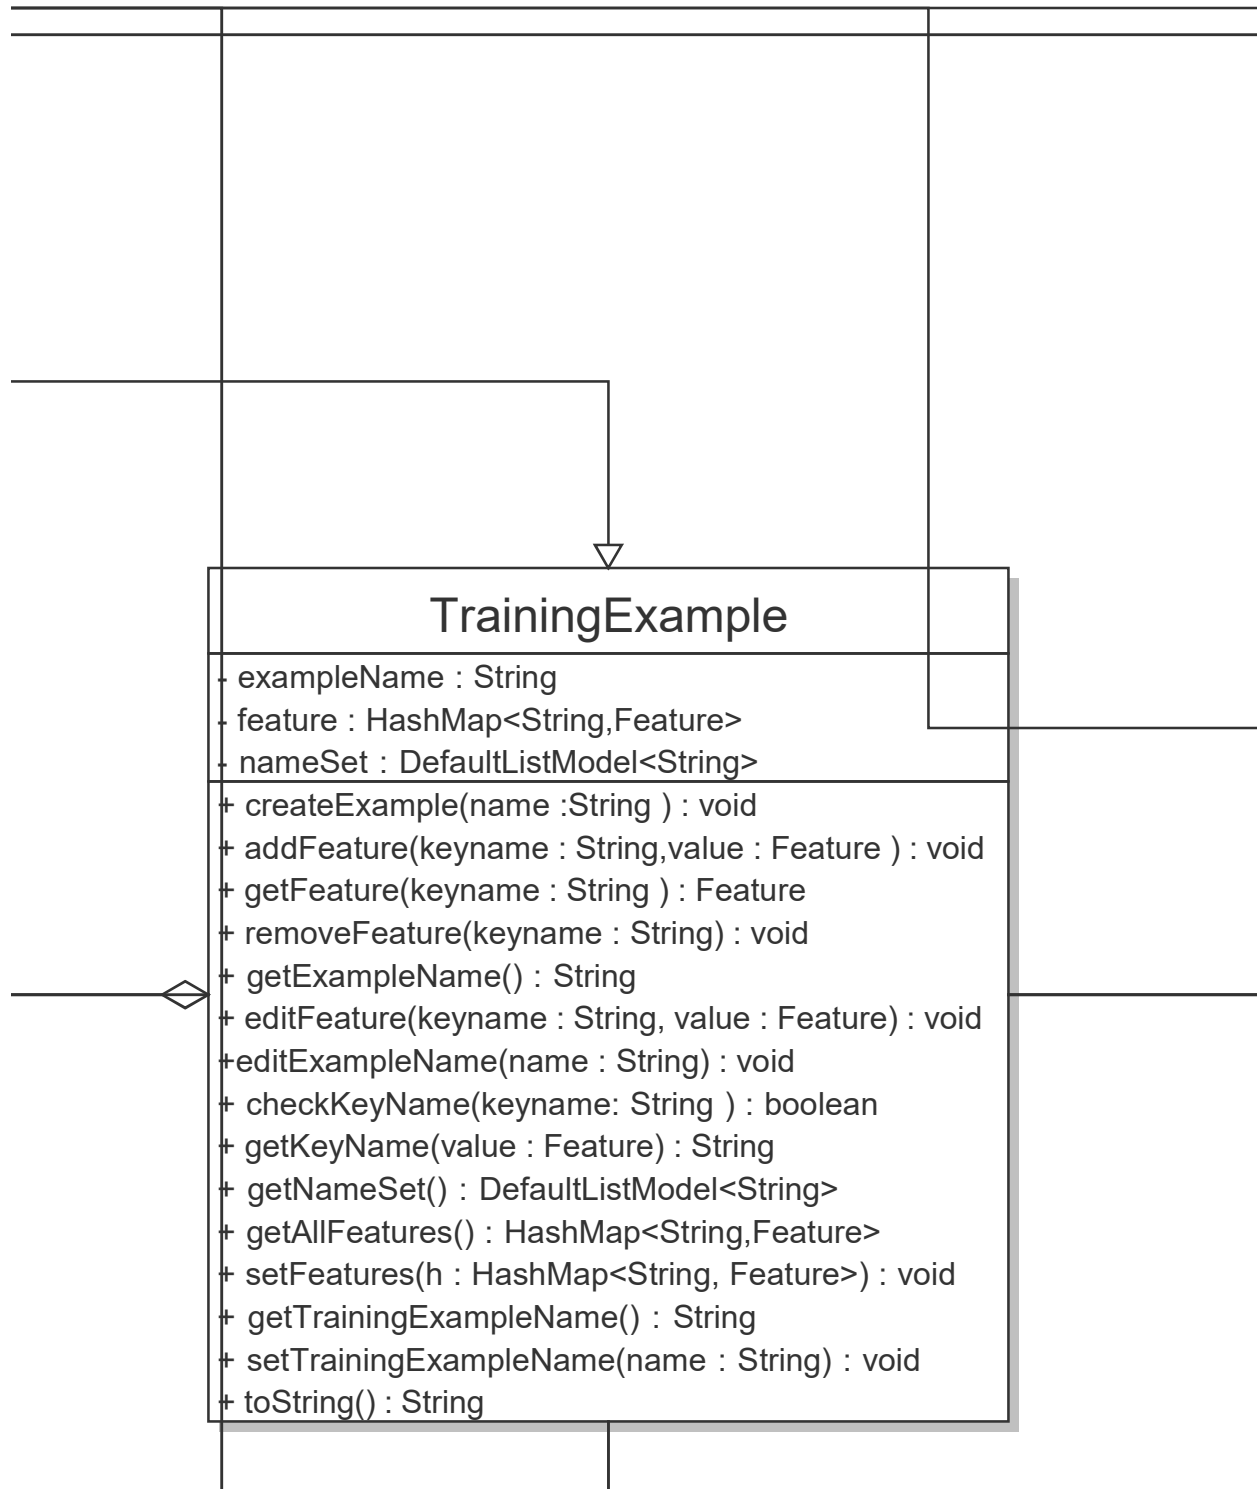 TrainingExample
- exampleName : String
- feature : HashMap<String,Feature>
- nameSet : DefaultListModel<String>
+ createExample(name :String ) : void
+ addFeature(keyname : String,value : Feature ) : void
+ getFeature(keyname : String ) : Feature
+ removeFeature(keyname : String) : void
+ getExampleName() : String
+ editFeature(keyname : String, value : Feature) : void
+editExampleName(name : String) : void
+ checkKeyName(keyname: String ) : boolean
+ getKeyName(value : Feature) : String
+ getNameSet() : DefaultListModel<String>
+ getAllFeatures() : HashMap<String,Feature>
+ setFeatures(h : HashMap<String, Feature>) : void
+ getTrainingExampleName() : String
+ setTrainingExampleName(name : String) : void
+ toString() : String